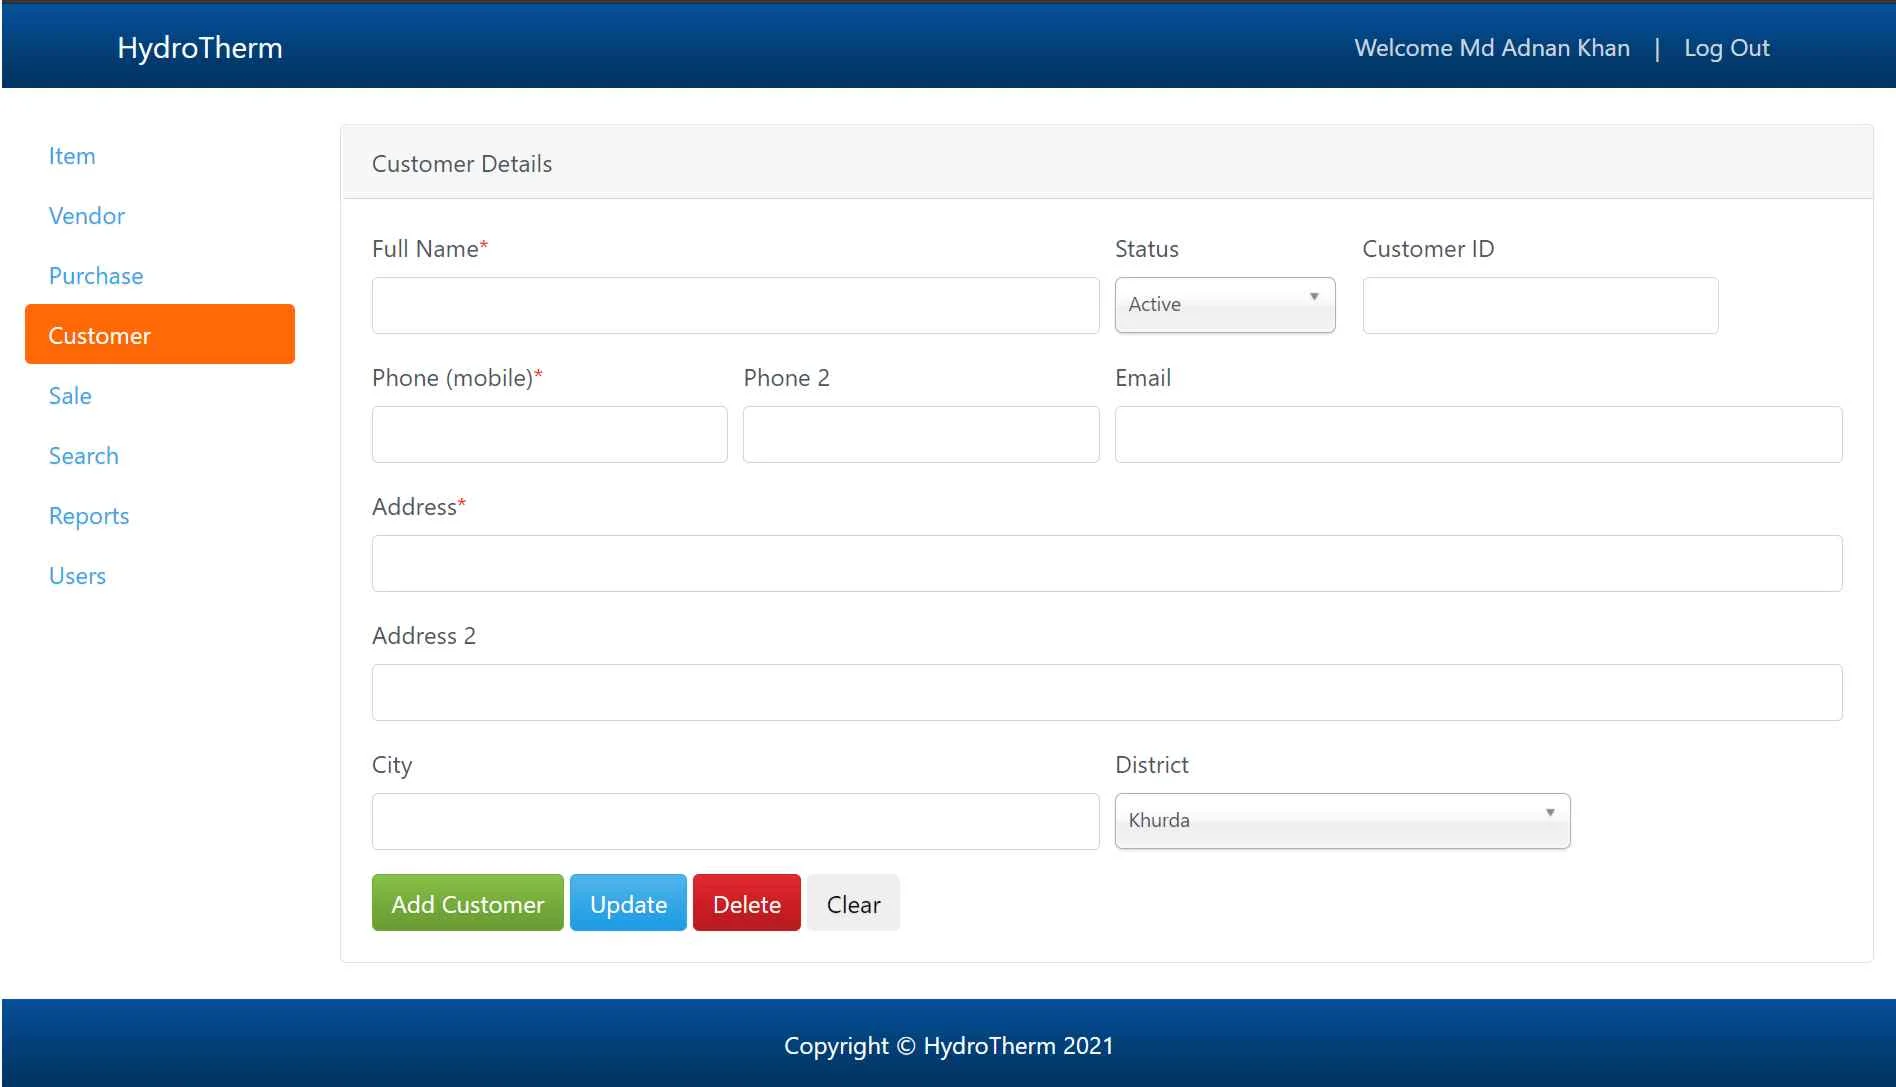 HydroTherm
Welcome Md Adnan Khan | Log Out
Item
Vendor
Purchase
Customer
Sale
Search
Reports
Users
Customer Details
Full Name* Status Customer ID
Active
Phone (mobile)* Phone 2 Email
Address*
Address 2
City District
Khurda
Add Customer Update Delete Clear
Copyright © HydroTherm 2021